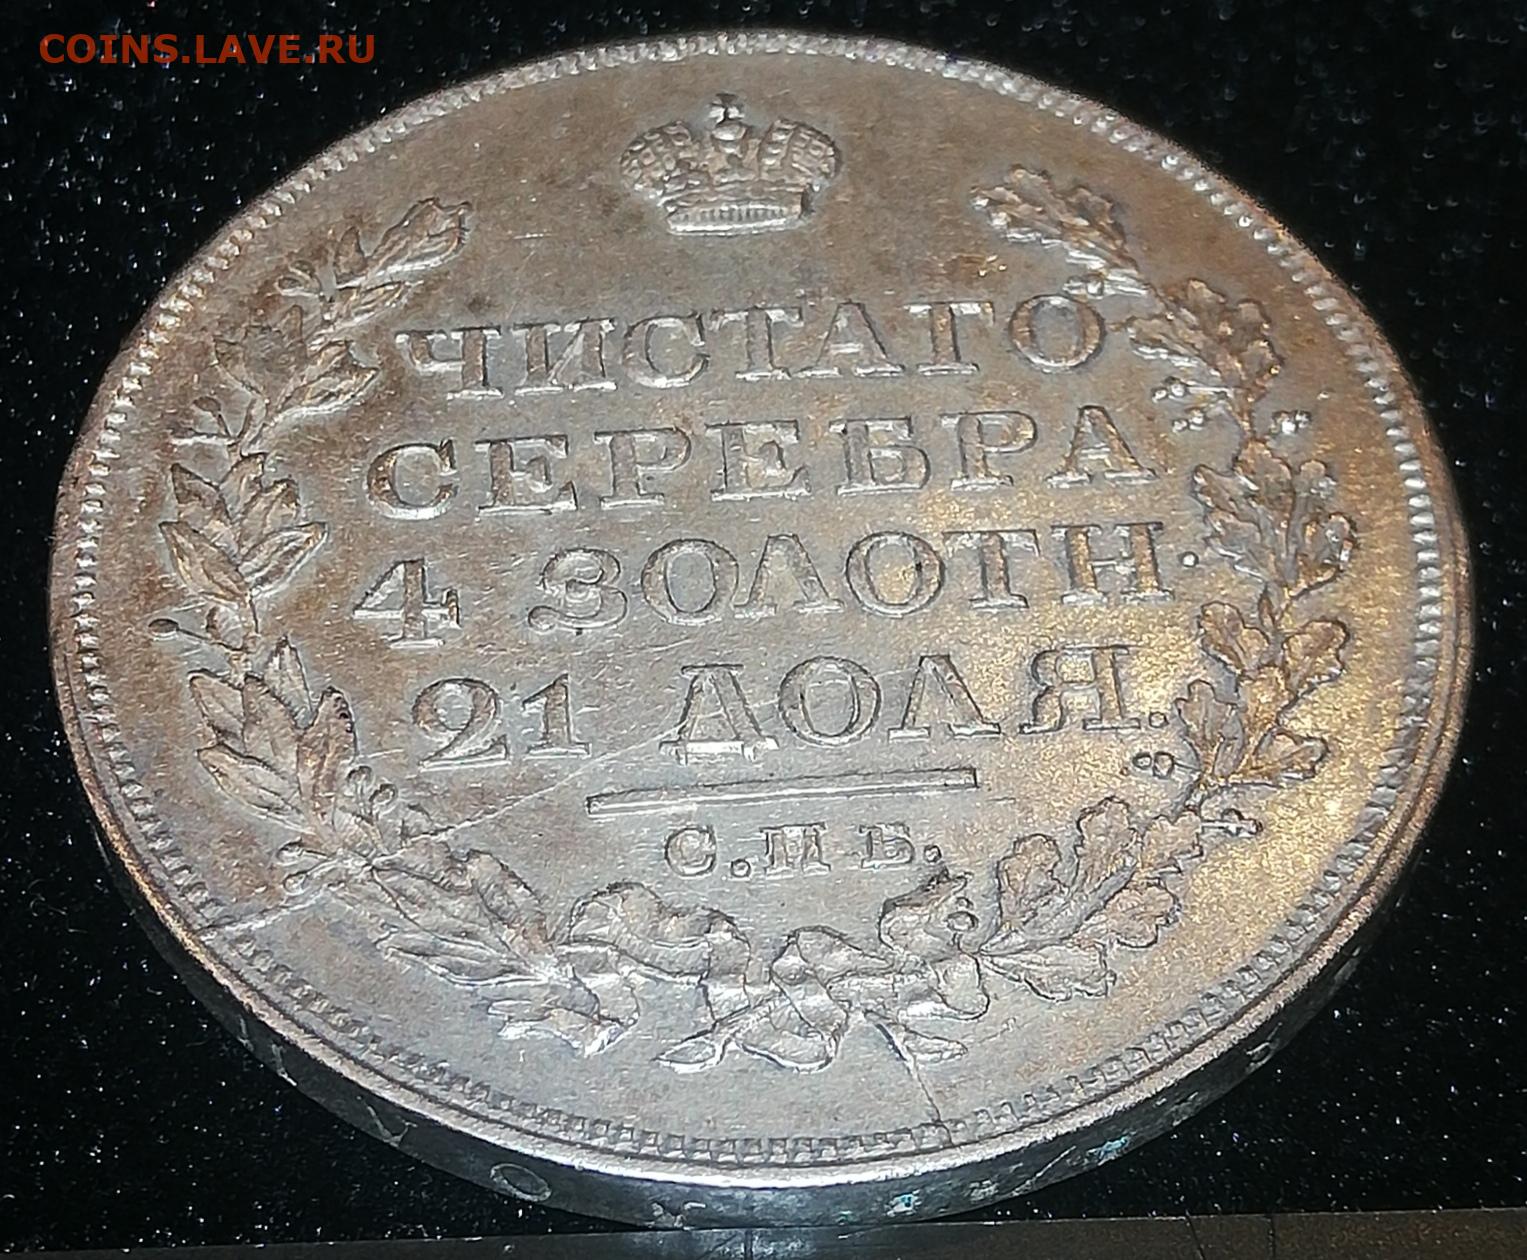 COINS.LAVE.RU
ЧИСТАГО
СЕРЕБРА
4 ЗОЛОТН.
21 ДОЛЯ.
С.П Б.